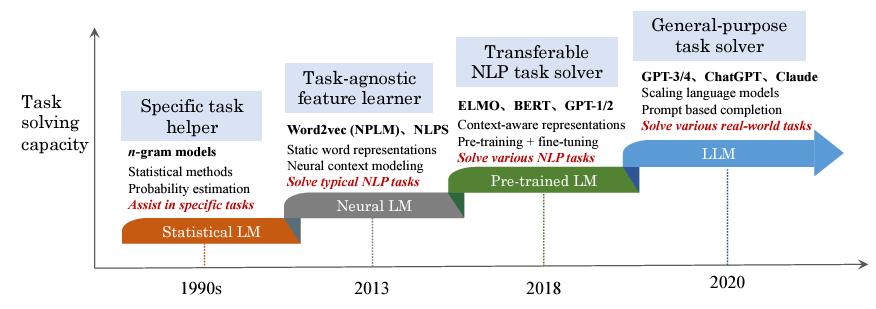 Task
solving
capacity
Specific task
helper
n-gram models
Statistical methods
Probability estimation
Assist in specific tasks
Statistical LM
1990s
Task-agnostic
feature learner
Word2vec (NPLM)、NLPS
Static word representations
Neural context modeling
Solve typical NLP tasks
Neural LM
2013
Transferable
NLP task solver
ELMO、BERT、GPT-1/2
Context-aware representations
Pre-training + fine-tuning
Solve various NLP tasks
Pre-trained LM
2018
General-purpose
task solver
GPT-3/4、ChatGPT、Claude
Scaling language models
Prompt based completion
Solve various real-world tasks
LLM
2020